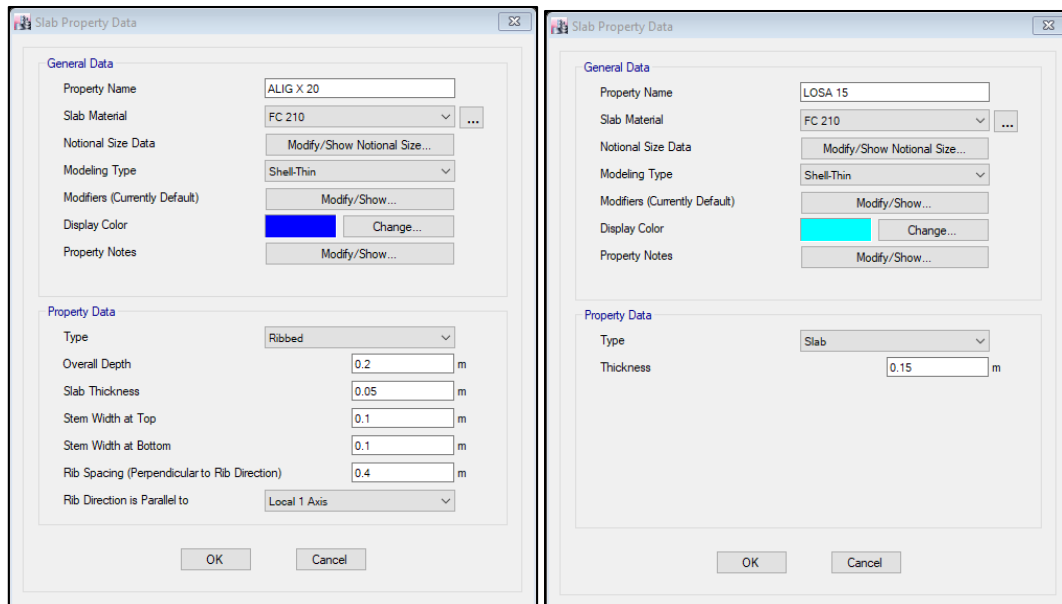 Slab Property Data
General Data
Property Name ALIG X 20
Slab Material FC 210 ...
Notional Size Data Modify/Show Notional Size...
Modeling Type Shell-Thin
Modifiers (Currently Default) Modify/Show...
Display Color Change...
Property Notes Modify/Show...
Property Data
Type Ribbed
Overall Depth 0.2 m
Slab Thickness 0.05 m
Stem Width at Top 0.1 m
Stem Width at Bottom 0.1 m
Rib Spacing (Perpendicular to Rib Direction) 0.4 m
Rib Direction is Parallel to Local 1 Axis
OK Cancel
Slab Property Data
General Data
Property Name LOSA 15
Slab Material FC 210 ...
Notional Size Data Modify/Show Notional Size...
Modeling Type Shell-Thin
Modifiers (Currently Default) Modify/Show...
Display Color Change...
Property Notes Modify/Show...
Property Data
Type Slab
Thickness 0.15 m
OK Cancel